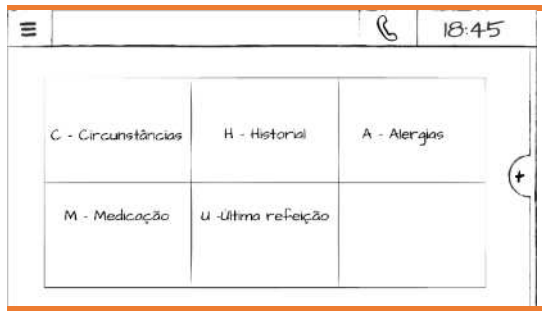 18:45
C - Circunstâncias
H - Historial
A - Alergias
M - Medicação
U -Última refeição